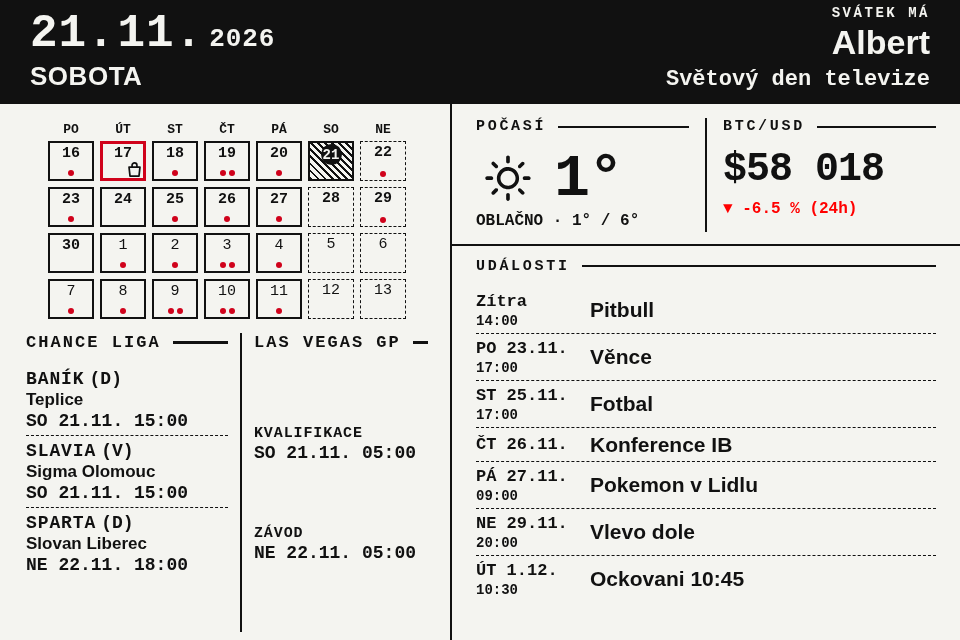 21.11. 2026
SOBOTA
SVÁTEK MÁ
Albert
Světový den televize
PO ÚT ST ČT PÁ SO NE
16 17 18 19 20 21 22
23 24 25 26 27 28 29
30 1 2 3 4 5 6
7 8 9 10 11 12 13
CHANCE LIGA
BANÍK (D)
Teplice
SO 21.11. 15:00
SLAVIA (V)
Sigma Olomouc
SO 21.11. 15:00
SPARTA (D)
Slovan Liberec
NE 22.11. 18:00
LAS VEGAS GP
KVALIFIKACE
SO 21.11. 05:00
ZÁVOD
NE 22.11. 05:00
POČASÍ
1°
OBLAČNO · 1° / 6°
BTC/USD
$58 018
▼ -6.5 % (24h)
UDÁLOSTI
Zítra
14:00
Pitbull
PO 23.11.
17:00
Věnce
ST 25.11.
17:00
Fotbal
ČT 26.11.
Konference IB
PÁ 27.11.
09:00
Pokemon v Lidlu
NE 29.11.
20:00
Vlevo dole
ÚT 1.12.
10:30
Ockovani 10:45